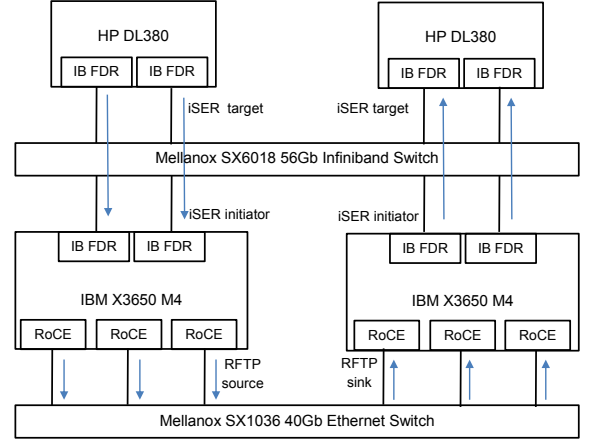 HP DL380
HP DL380
IB FDR
IB FDR
IB FDR
IB FDR
iSER target
iSER target
Mellanox SX6018 56Gb Infiniband Switch
iSER initiator
iSER initiator
IB FDR
IB FDR
IB FDR
IB FDR
IBM X3650 M4
IBM X3650 M4
RoCE
RoCE
RoCE
RoCE
RoCE
RoCE
RFTP
source
RFTP
sink
Mellanox SX1036 40Gb Ethernet Switch